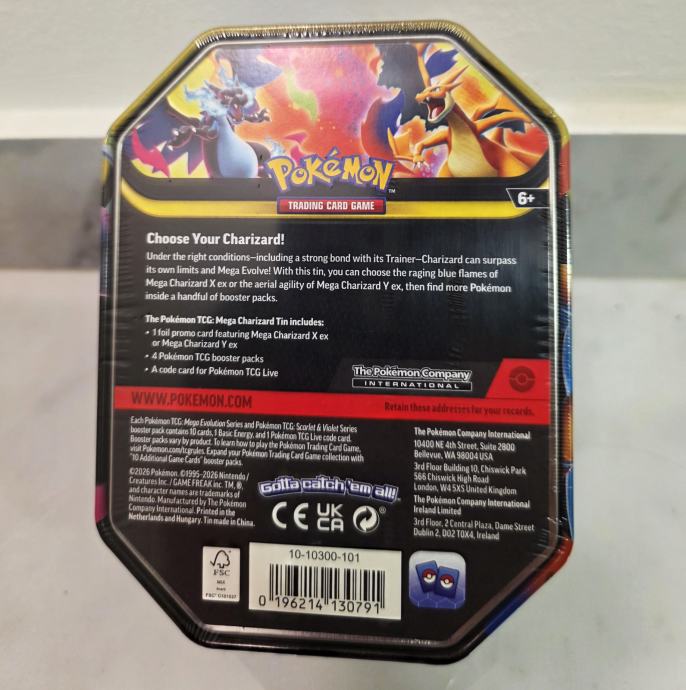 POKÉMON™
TRADING CARD GAME
6+
Choose Your Charizard!
Under the right conditions—including a strong bond with its Trainer—Charizard can surpass
its own limits and Mega Evolve! With this tin, you can choose the raging blue flames of
Mega Charizard X ex or the aerial agility of Mega Charizard Y ex, then find more Pokémon
inside a handful of booster packs.
The Pokémon TCG: Mega Charizard Tin includes:
• 1 foil promo card featuring Mega Charizard X ex
or Mega Charizard Y ex
• 4 Pokémon TCG booster packs
• A code card for Pokémon TCG Live
The Pokémon Company
INTERNATIONAL
WWW.POKEMON.COM
Retain these addresses for your records.
Each Pokémon TCG: Mega Evolution Series and Pokémon TCG: Scarlet & Violet Series
booster pack contains 10 cards, 1 Basic Energy, and 1 Pokémon TCG Live code card.
Booster packs vary by product. To learn how to play the Pokémon Trading Card Game,
visit Pokemon.com/tcgrules. Expand your Pokémon Trading Card Game collection with
"10 Additional Game Cards" booster packs.
©2026 Pokémon. ©1995–2026 Nintendo /
Creatures Inc. / GAME FREAK inc. TM, ®,
and character names are trademarks of
Nintendo. Manufactured by The Pokémon
Company International. Printed in the
Netherlands and Hungary. Tin made in China.
Gotta catch 'em all!™
CE UK CA ®
The Pokémon Company International
10400 NE 4th Street, Suite 2800
Bellevue, WA 98004 USA
3rd Floor Building 10, Chiswick Park
566 Chiswick High Road
London, W4 5XS United Kingdom
The Pokémon Company International
Ireland Limited
3rd Floor, 2 Central Plaza, Dame Street
Dublin 2, D02 T0X4, Ireland
FSC
MIX
FSC® C101537
10-10300-101
0 196214 130791